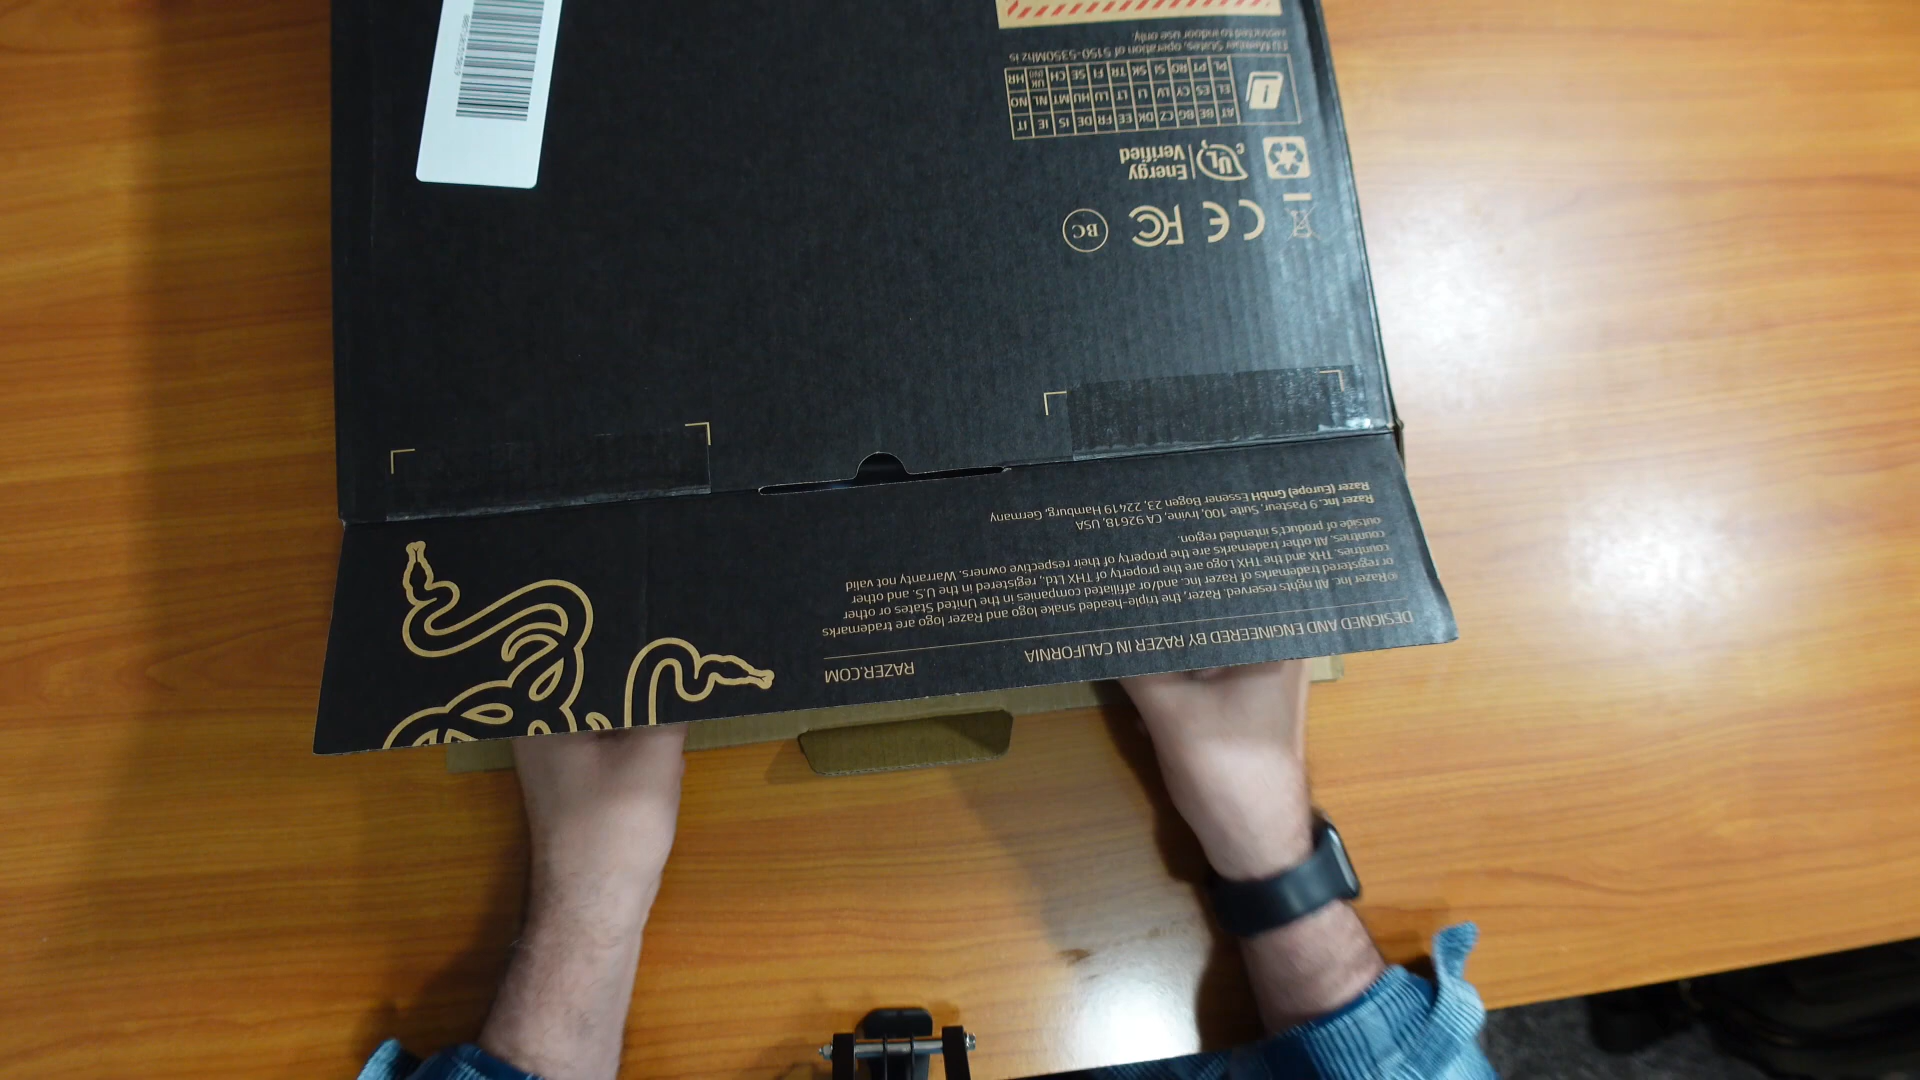 DESIGNED AND ENGINEERED BY RAZER IN CALIFORNIA
RAZER.COM
©Razer Inc. All rights reserved. Razer, the triple-headed snake logo and Razer logo are trademarks
or registered trademarks of Razer Inc. and/or affiliated companies in the United States or other
countries. THX and the THX Logo are the property of THX Ltd., registered in the U.S. and other
countries. All other trademarks are the property of their respective owners. Warranty not valid
outside of product's intended region.
Razer Inc. 9 Pasteur, Suite 100, Irvine, CA 92618, USA
Razer (Europe) GmbH Essener Bogen 23, 22419 Hamburg, Germany
BC
FC
CE
UL
Energy
Verified
i
AT BE BG CZ DK EE FR DE IS IE IT
EL ES CY LV LI LT LU HU MT NL NO
PL PT RO SI SK TR FI SE CH UK (NI) HR
EU Member States, operation of 5150-5350Mhz is
restricted to indoor use only.